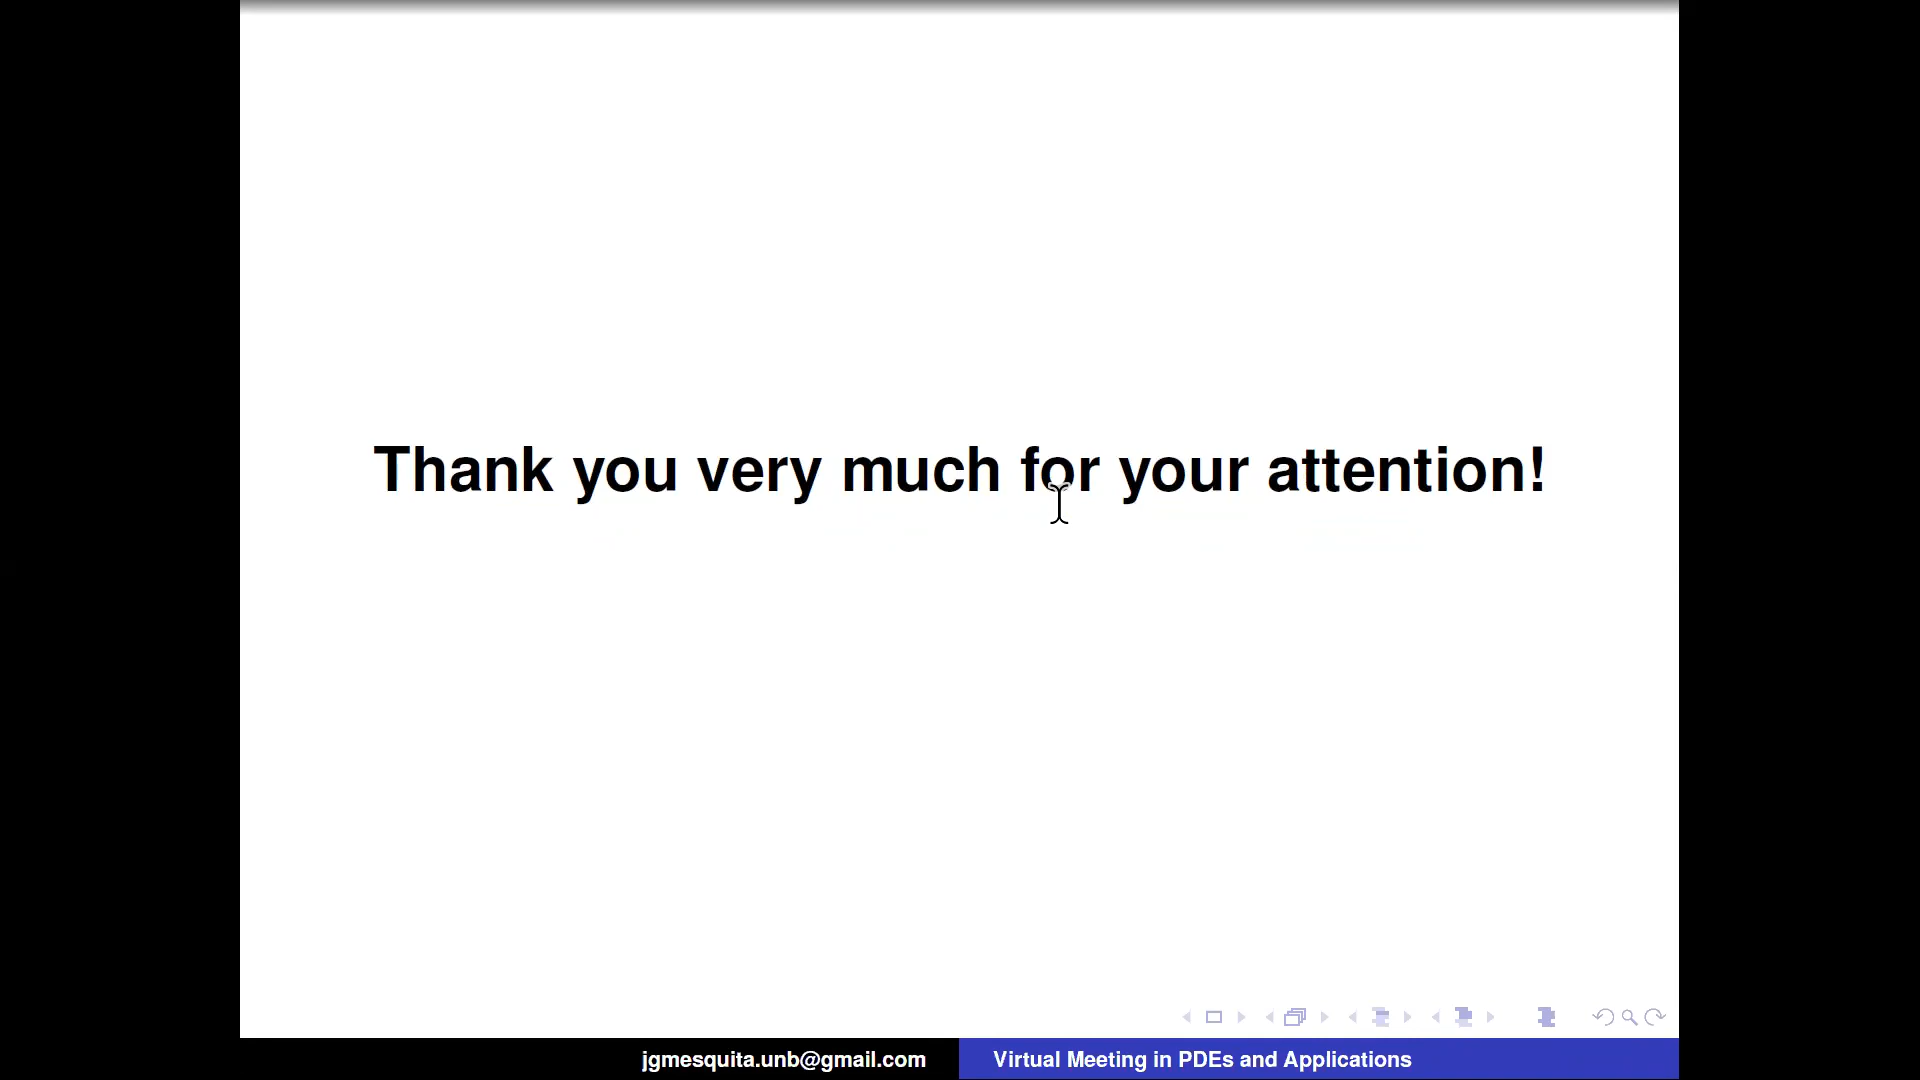 Thank you very much for your attention!
jgmesquita.unb@gmail.com
Virtual Meeting in PDEs and Applications